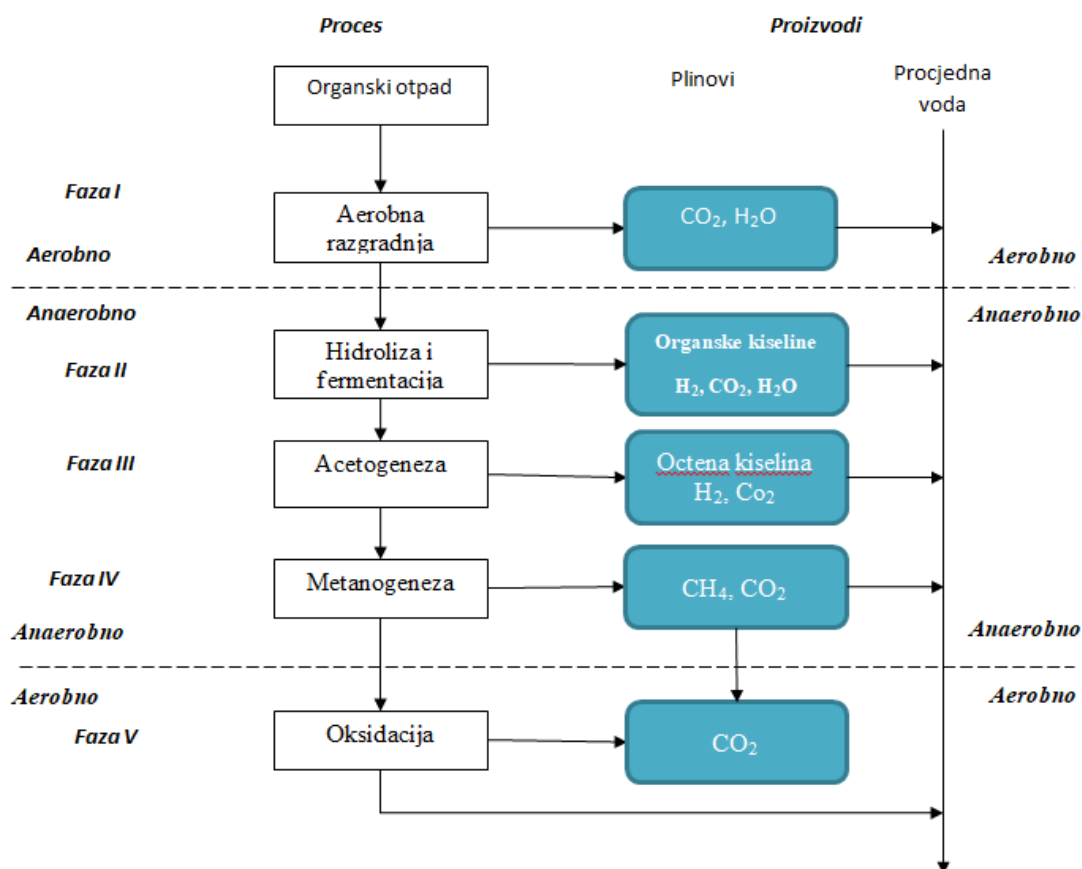 Proces
Proizvodi
Organski otpad
Plinovi
Procjedna
voda
Faza I
Aerobna
razgradnja
CO₂, H₂O
Aerobno
Aerobno
Anaerobno
Anaerobno
Faza II
Hidroliza i
fermentacija
Organske kiseline
H₂, CO₂, H₂O
Faza III
Acetogeneza
Octena kiselina
H₂, Co₂
Faza IV
Metanogeneza
CH₄, CO₂
Anaerobno
Anaerobno
Aerobno
Aerobno
Faza V
Oksidacija
CO₂